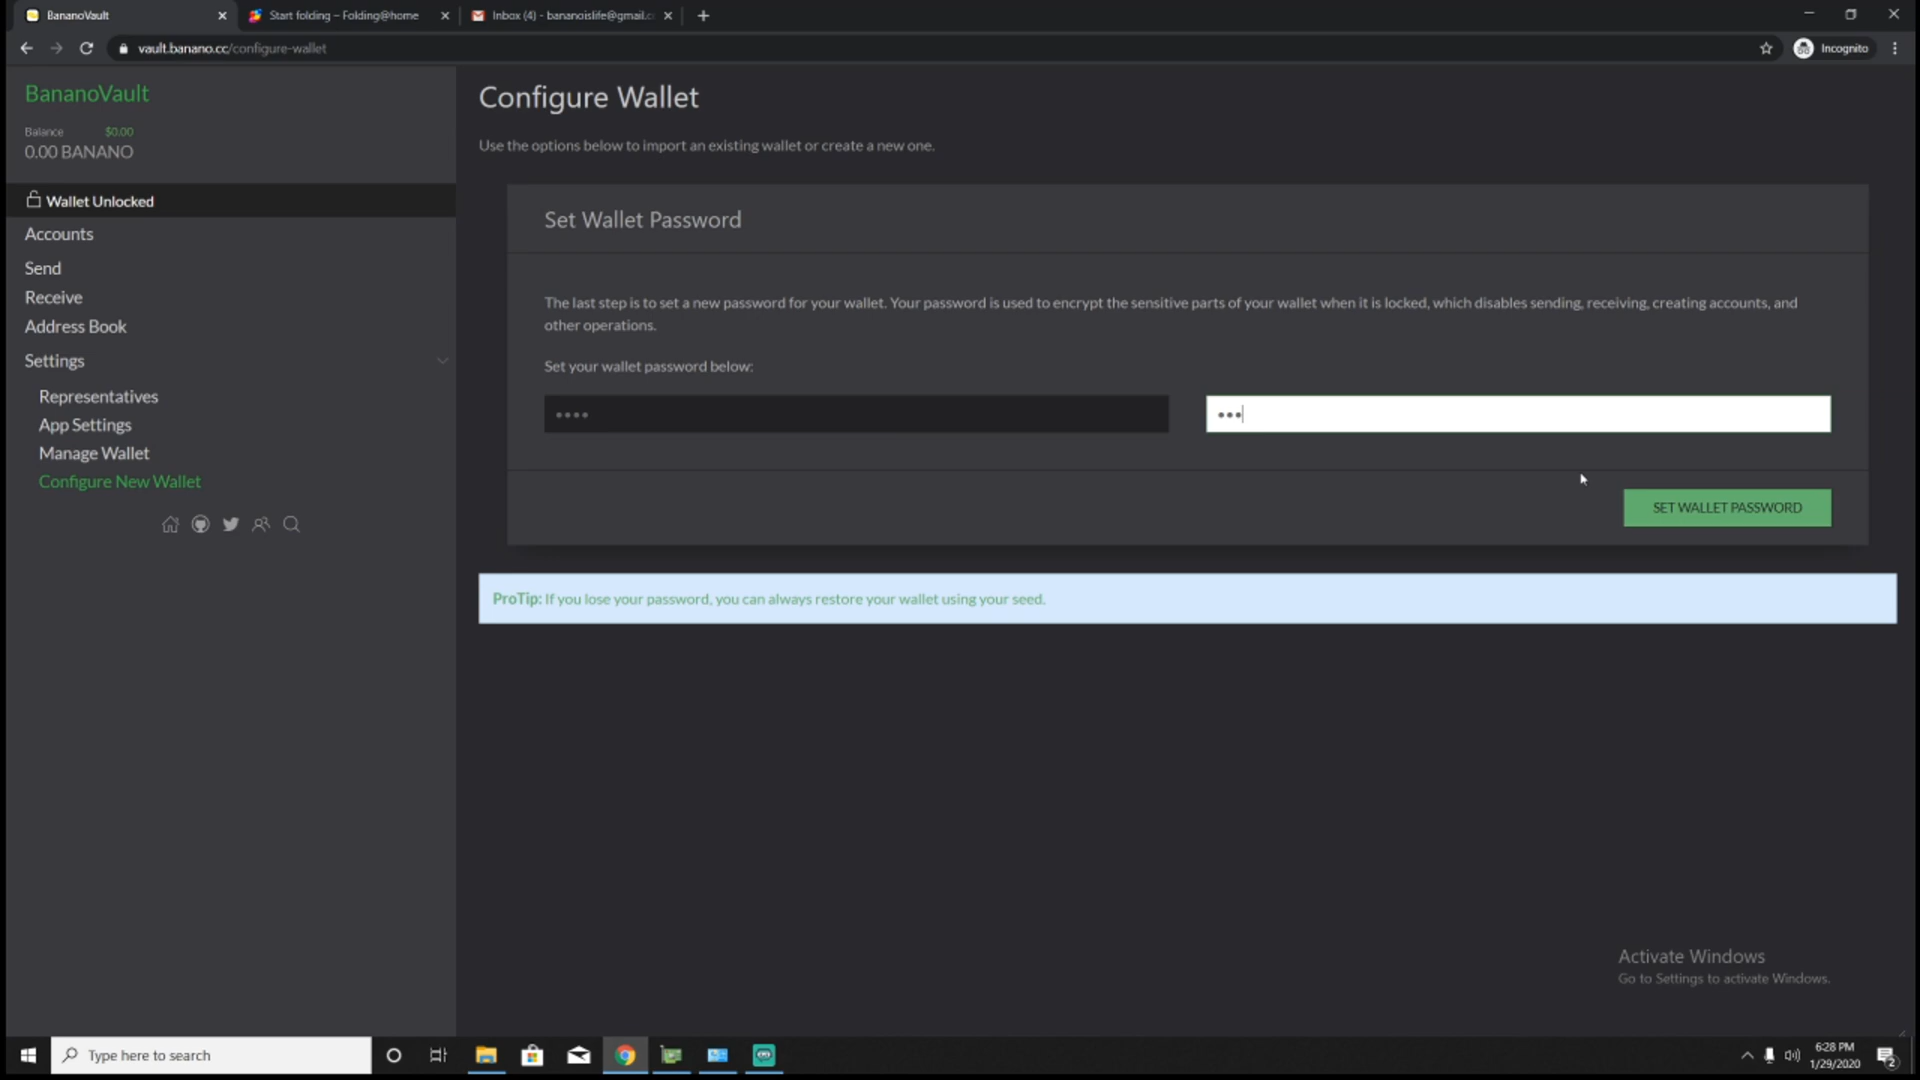 BananoVault
Start folding – Folding@home
Inbox (4) - bananoislife@gmail.c
vault.banano.cc/configure-wallet
Incognito
BananoVault
Balance $0.00
0.00 BANANO
Wallet Unlocked
Accounts
Send
Receive
Address Book
Settings
Representatives
App Settings
Manage Wallet
Configure New Wallet
Configure Wallet
Use the options below to import an existing wallet or create a new one.
Set Wallet Password
The last step is to set a new password for your wallet. Your password is used to encrypt the sensitive parts of your wallet when it is locked, which disables sending, receiving, creating accounts, and
other operations.
Set your wallet password below:
SET WALLET PASSWORD
ProTip: If you lose your password, you can always restore your wallet using your seed.
Activate Windows
Go to Settings to activate Windows.
Type here to search
6:28 PM
1/29/2020
2